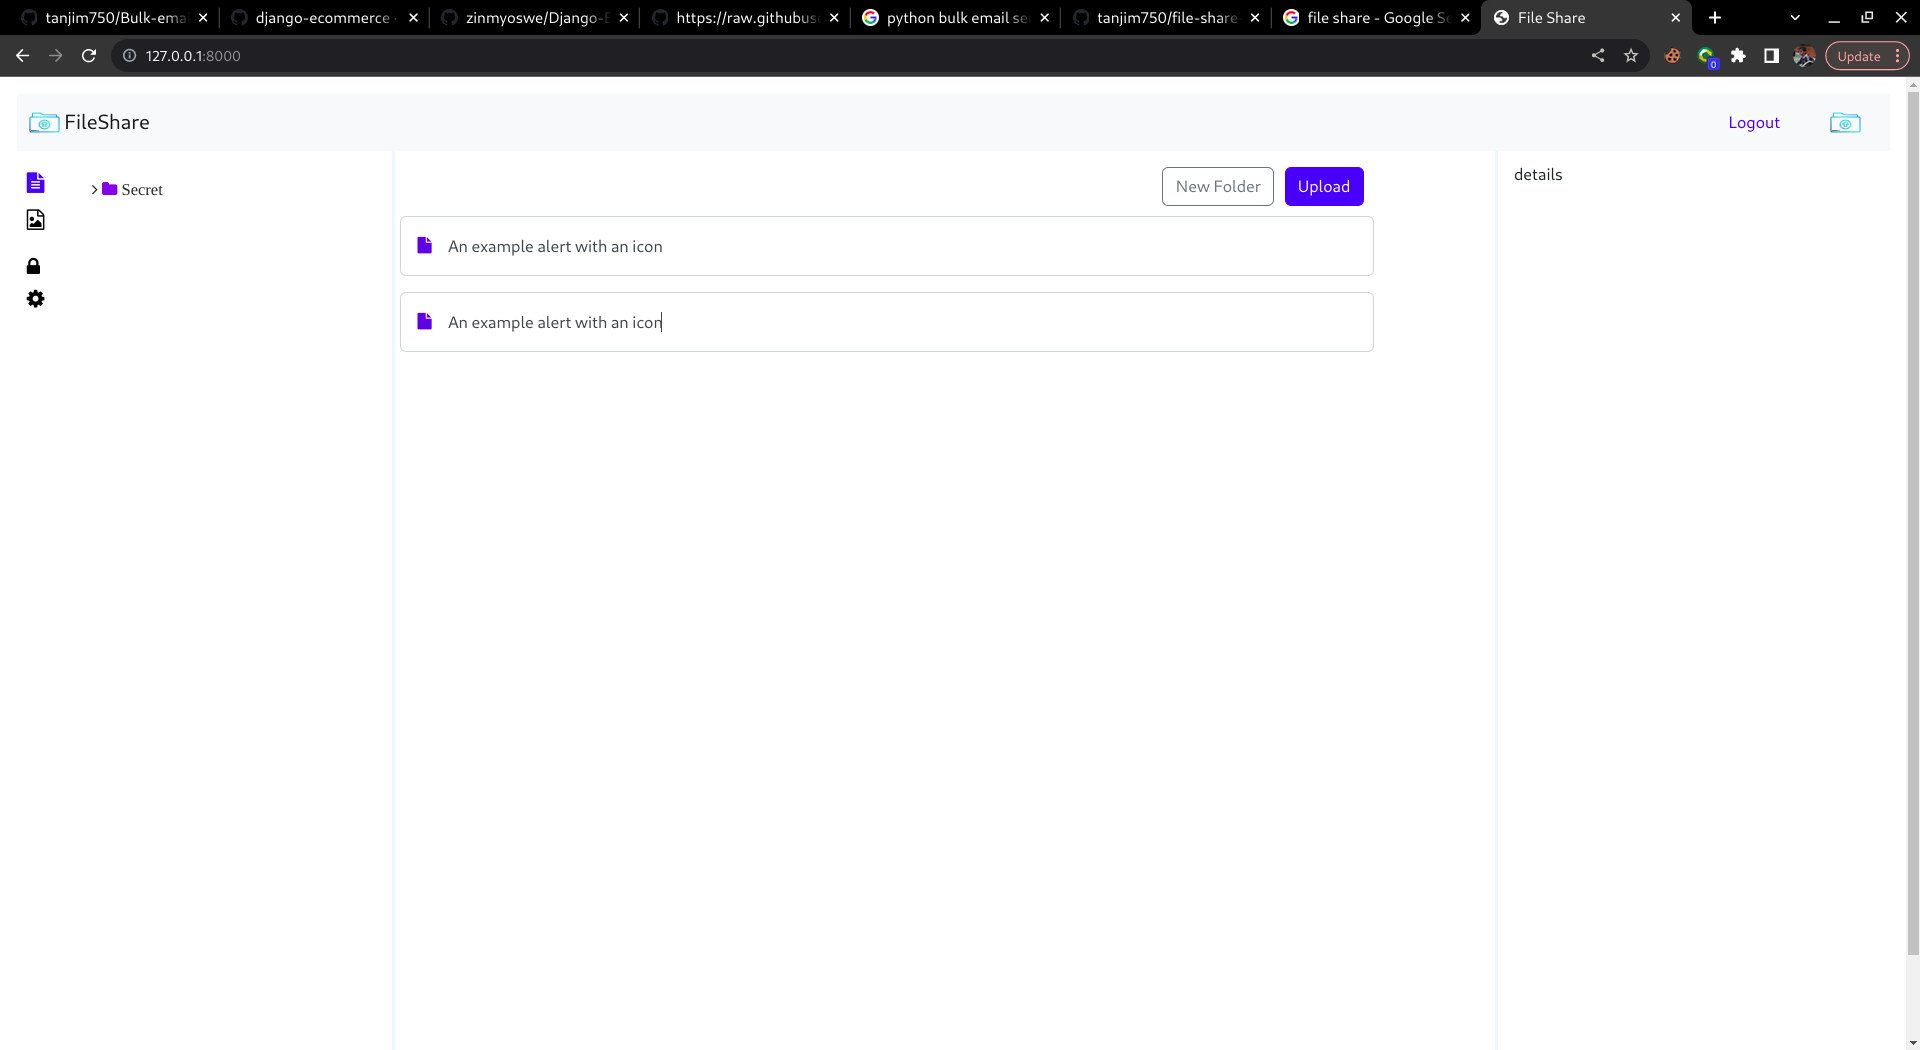 tanjim750/Bulk-ema
django-ecommerce
zinmyoswe/Django-E
https://raw.githubus
python bulk email se
tanjim750/file-share
file share - Google Se
File Share
127.0.0.1:8000
0
Update
FileShare
Logout
Secret
New Folder
Upload
details
An example alert with an icon
An example alert with an icon